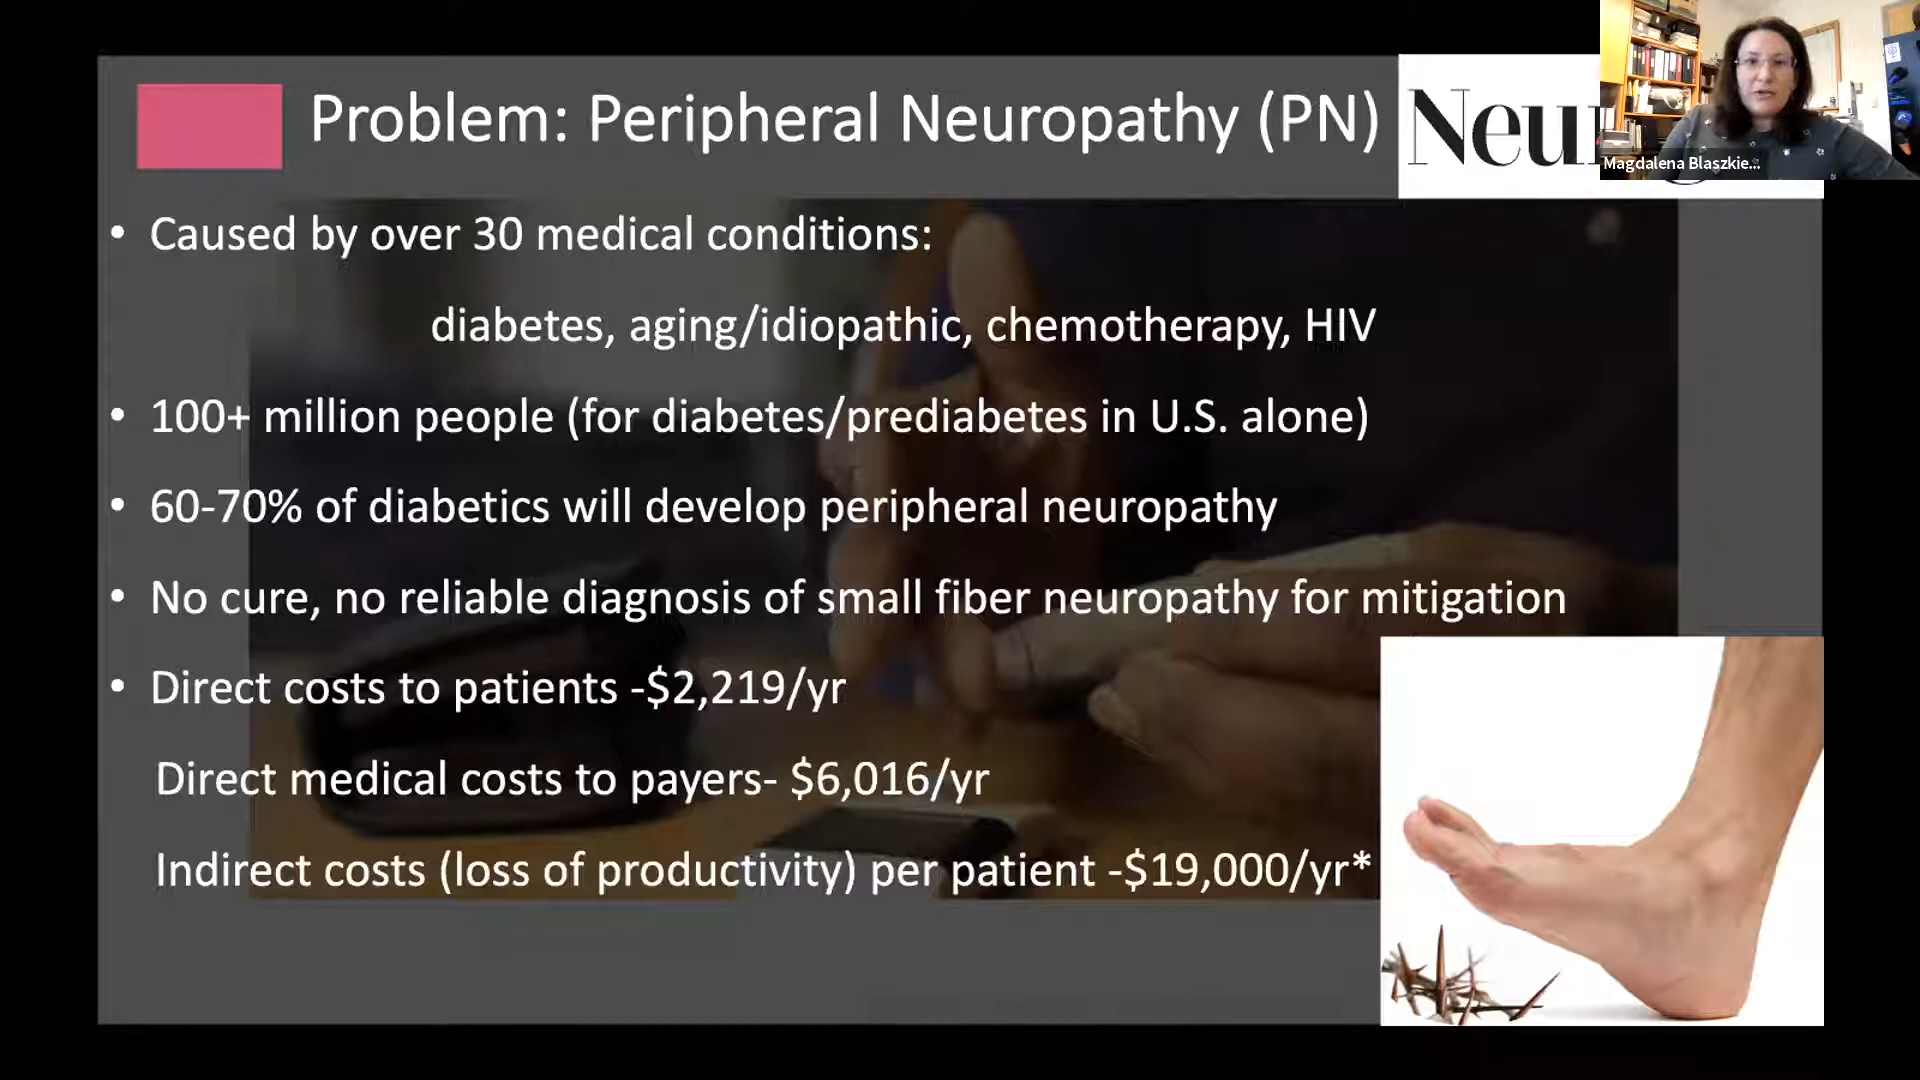 Problem: Peripheral Neuropathy (PN)
Magdalena Blaszkie...
• Caused by over 30 medical conditions:
diabetes, aging/idiopathic, chemotherapy, HIV
• 100+ million people (for diabetes/prediabetes in U.S. alone)
• 60-70% of diabetics will develop peripheral neuropathy
• No cure, no reliable diagnosis of small fiber neuropathy for mitigation
• Direct costs to patients -$2,219/yr
Direct medical costs to payers- $6,016/yr
Indirect costs (loss of productivity) per patient -$19,000/yr*